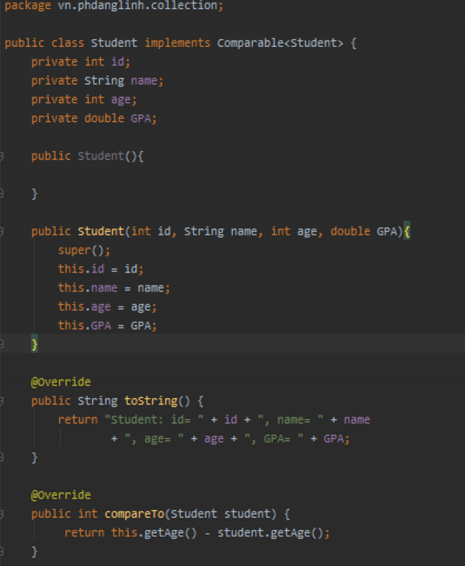 package vn.phdanglinh.collection;
public class Student implements Comparable<Student> {
    private int id;
    private String name;
    private int age;
    private double GPA;
    public Student(){
    }
    public Student(int id, String name, int age, double GPA){
        super();
        this.id = id;
        this.name = name;
        this.age = age;
        this.GPA = GPA;
    }
    @Override
    public String toString() {
        return "Student: id= " + id + ", name= " + name
                + ", age= " + age + ", GPA= " + GPA;
    }
    @Override
    public int compareTo(Student student) {
         return this.getAge() - student.getAge();
    }